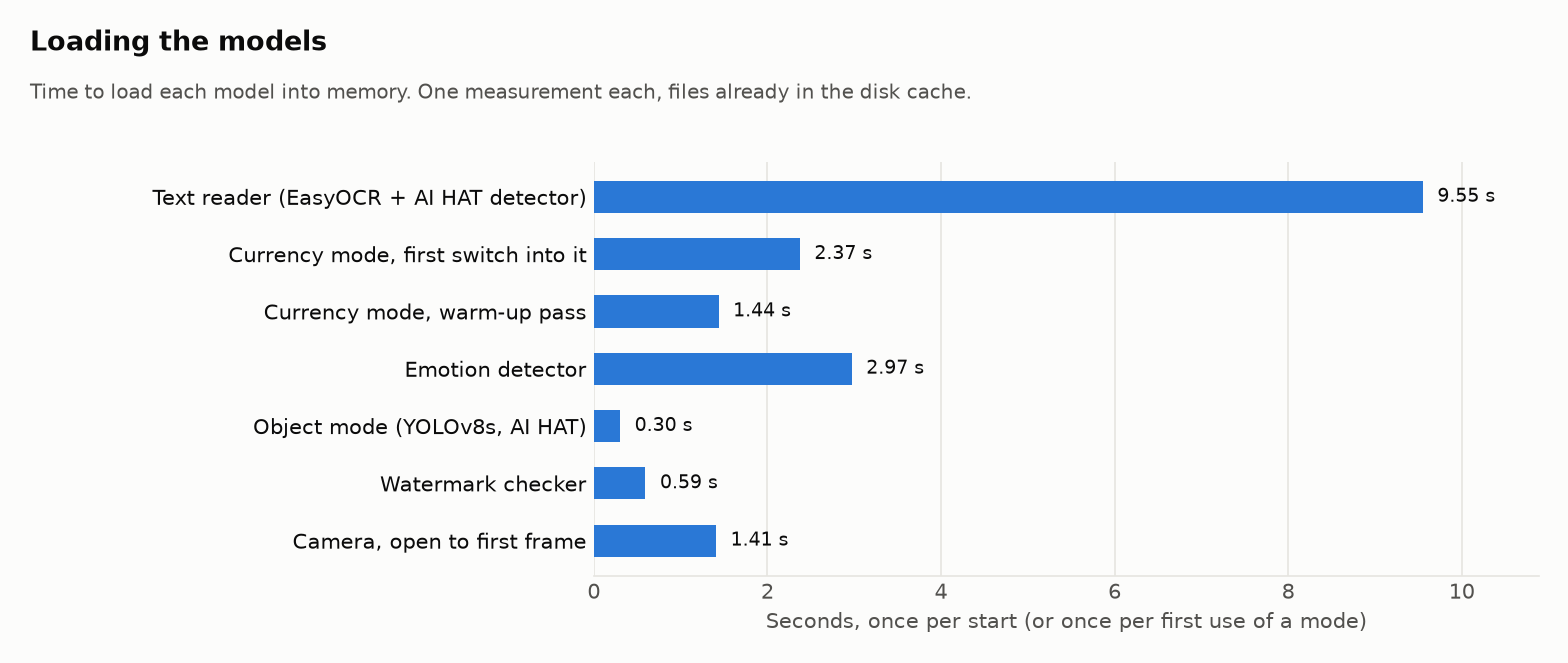 Loading the models
Time to load each model into memory. One measurement each, files already in the disk cache.
Text reader (EasyOCR + AI HAT detector) 9.55 s
Currency mode, first switch into it 2.37 s
Currency mode, warm-up pass 1.44 s
Emotion detector 2.97 s
Object mode (YOLOv8s, AI HAT) 0.30 s
Watermark checker 0.59 s
Camera, open to first frame 1.41 s
0 2 4 6 8 10
Seconds, once per start (or once per first use of a mode)